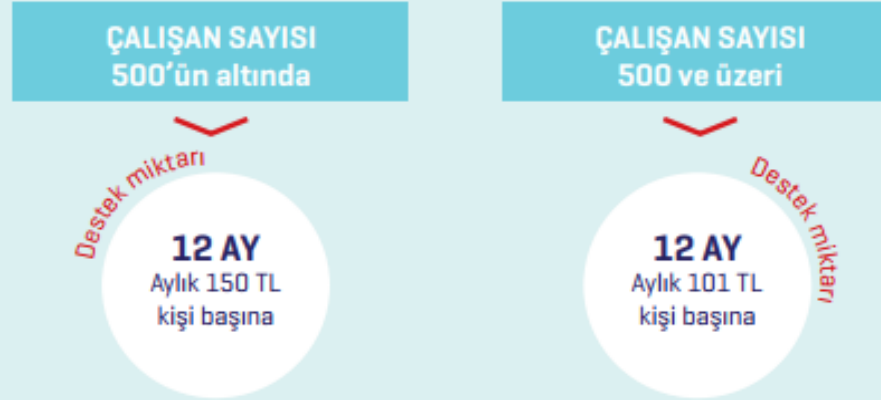 ÇALIŞAN SAYISI
500'ün altında
Destek miktarı
12 AY
Aylık 150 TL
kişi başına
ÇALIŞAN SAYISI
500 ve üzeri
Destek miktarı
12 AY
Aylık 101 TL
kişi başına